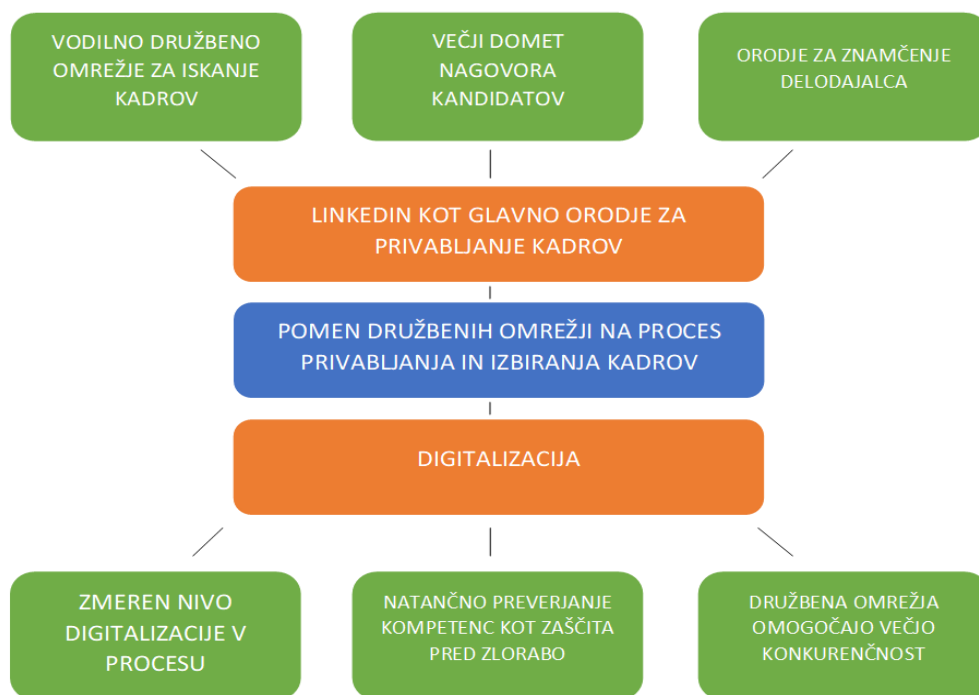 VODILNO DRUŽBENO
OMREŽJE ZA ISKANJE
KADROV
VEČJI DOMET
NAGOVORA
KANDIDATOV
ORODJE ZA ZNAMČENJE
DELODAJALCA
LINKEDIN KOT GLAVNO ORODJE ZA
PRIVABLJANJE KADROV
POMEN DRUŽBENIH OMREŽJI NA PROCES
PRIVABLJANJA IN IZBIRANJA KADROV
DIGITALIZACIJA
ZMEREN NIVO
DIGITALIZACIJE V
PROCESU
NATANČNO PREVERJANJE
KOMPETENC KOT ZAŠČITA
PRED ZLORABO
DRUŽBENA OMREŽJA
OMOGOČAJO VEČJO
KONKURENČNOST